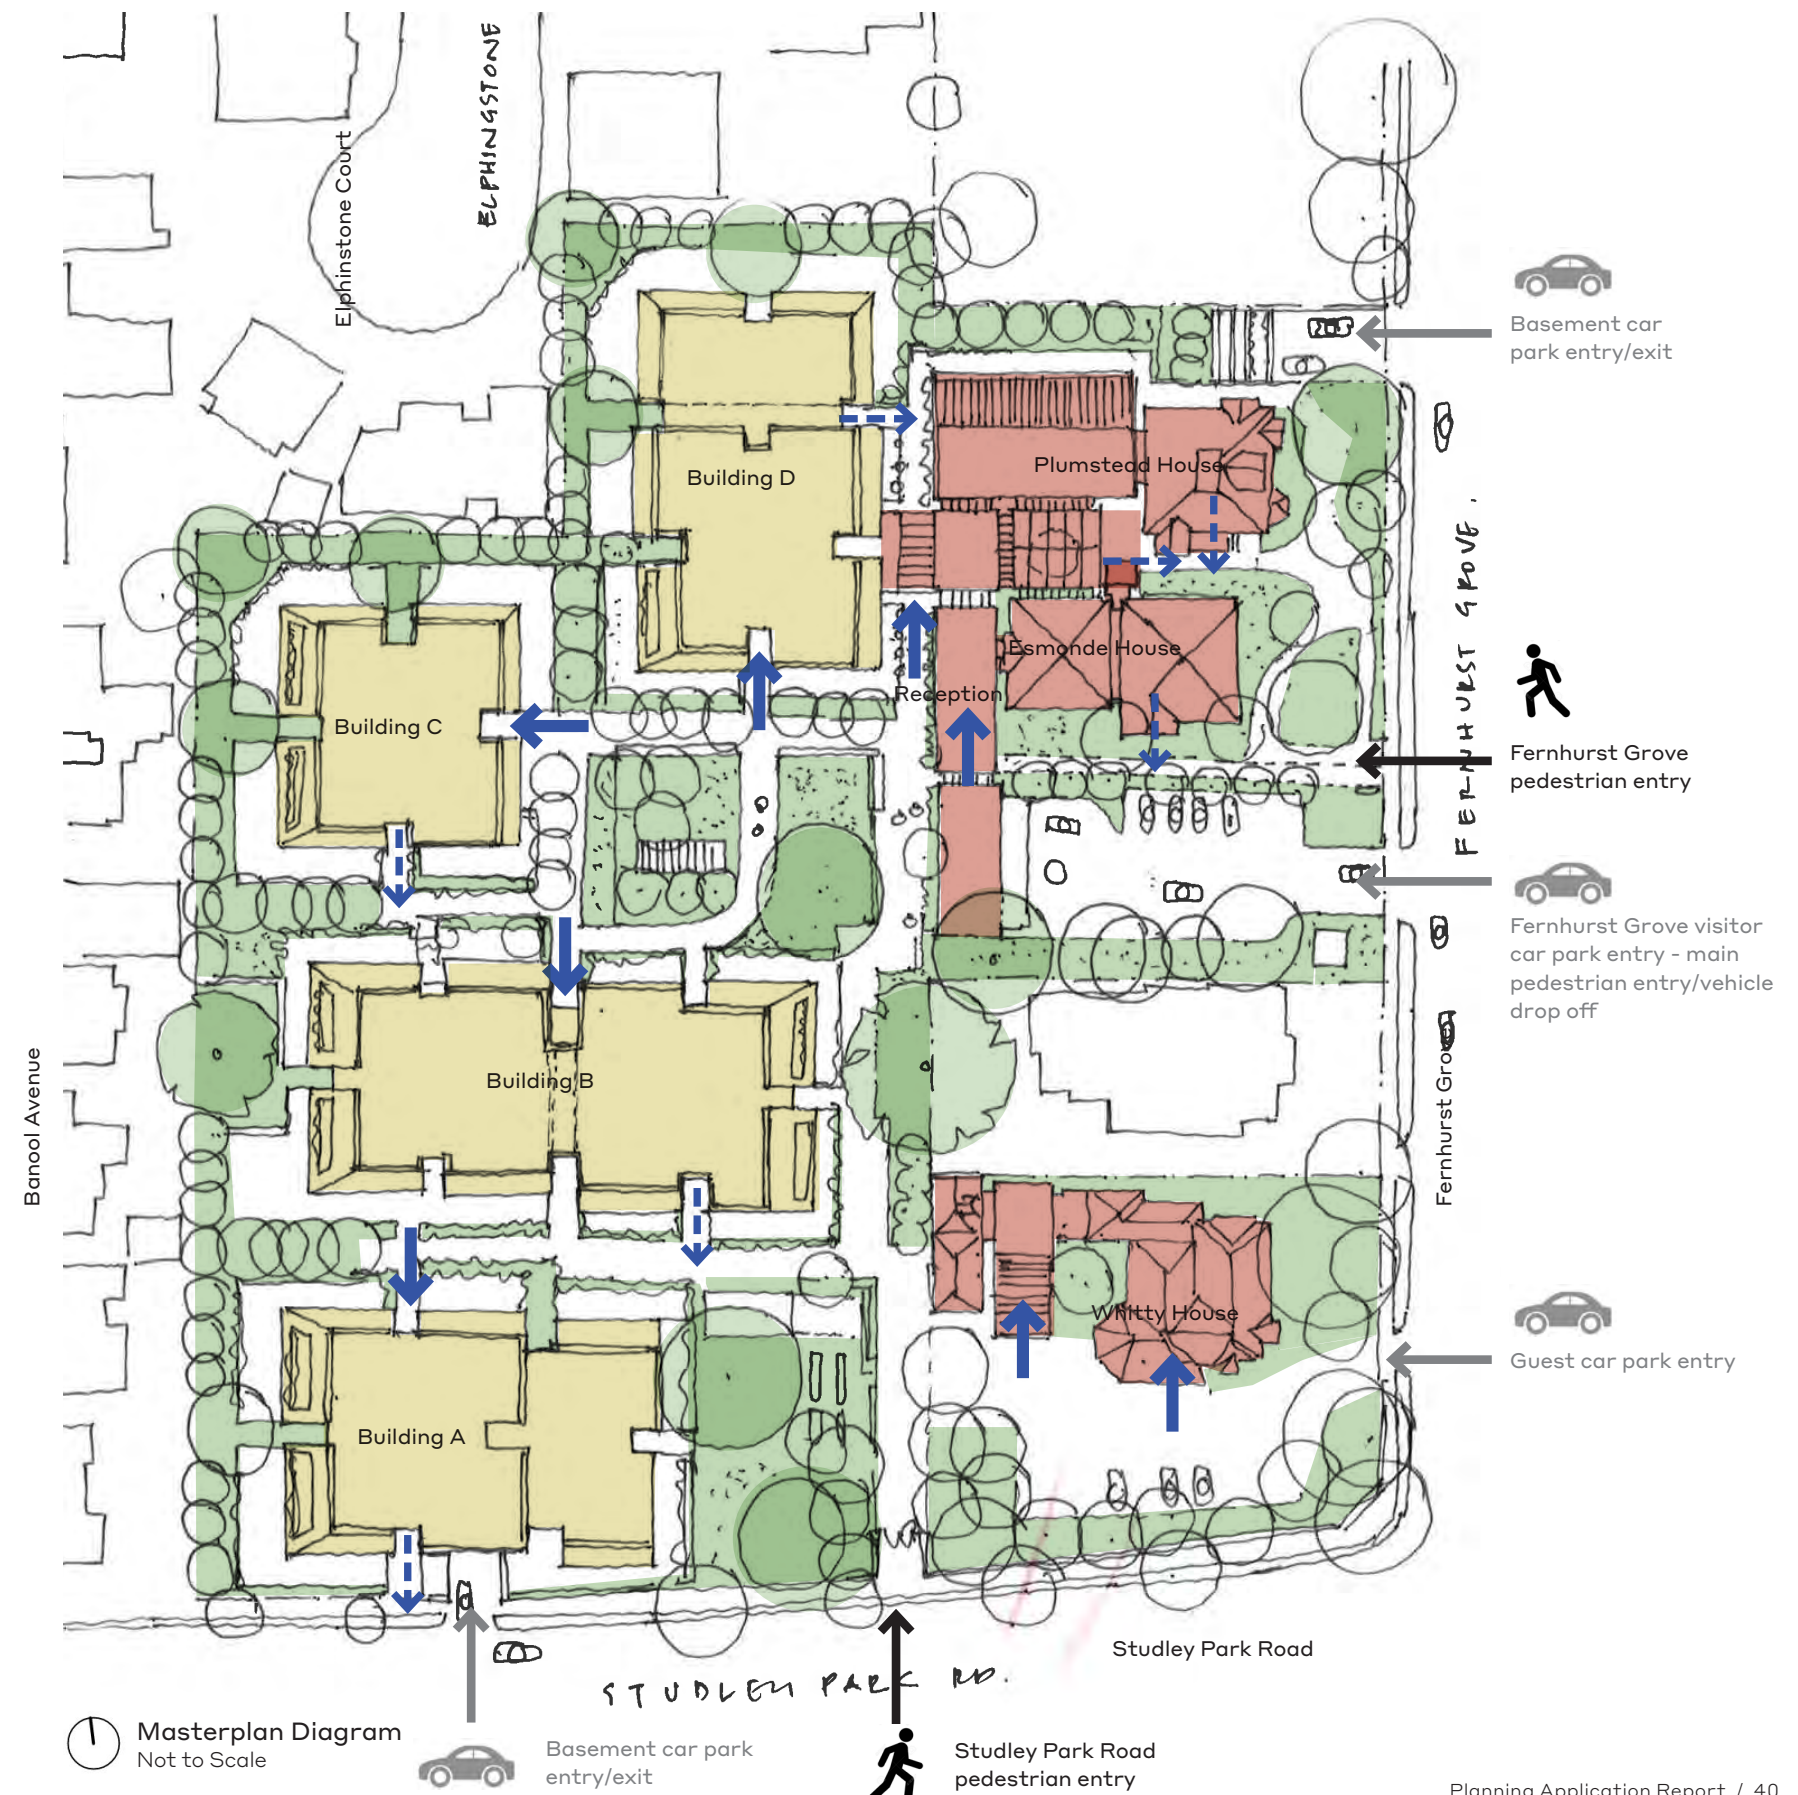 ELPHINGSTONE
Elphinstone Court
Basement car
park entry/exit
Building D
Plumstead House
FERNHURST GROVE.
Esmonde House
Reception
Building C
Fernhurst Grove
pedestrian entry
Fernhurst Grove visitor
car park entry - main
pedestrian entry/vehicle
drop off
Banool Avenue
Building B
Fernhurst Grove
Whitty House
Guest car park entry
Building A
Studley Park Road
STUDLEY PARK RD.
Masterplan Diagram
Not to Scale
Basement car park
entry/exit
Studley Park Road
pedestrian entry
Planning Application Report / 40